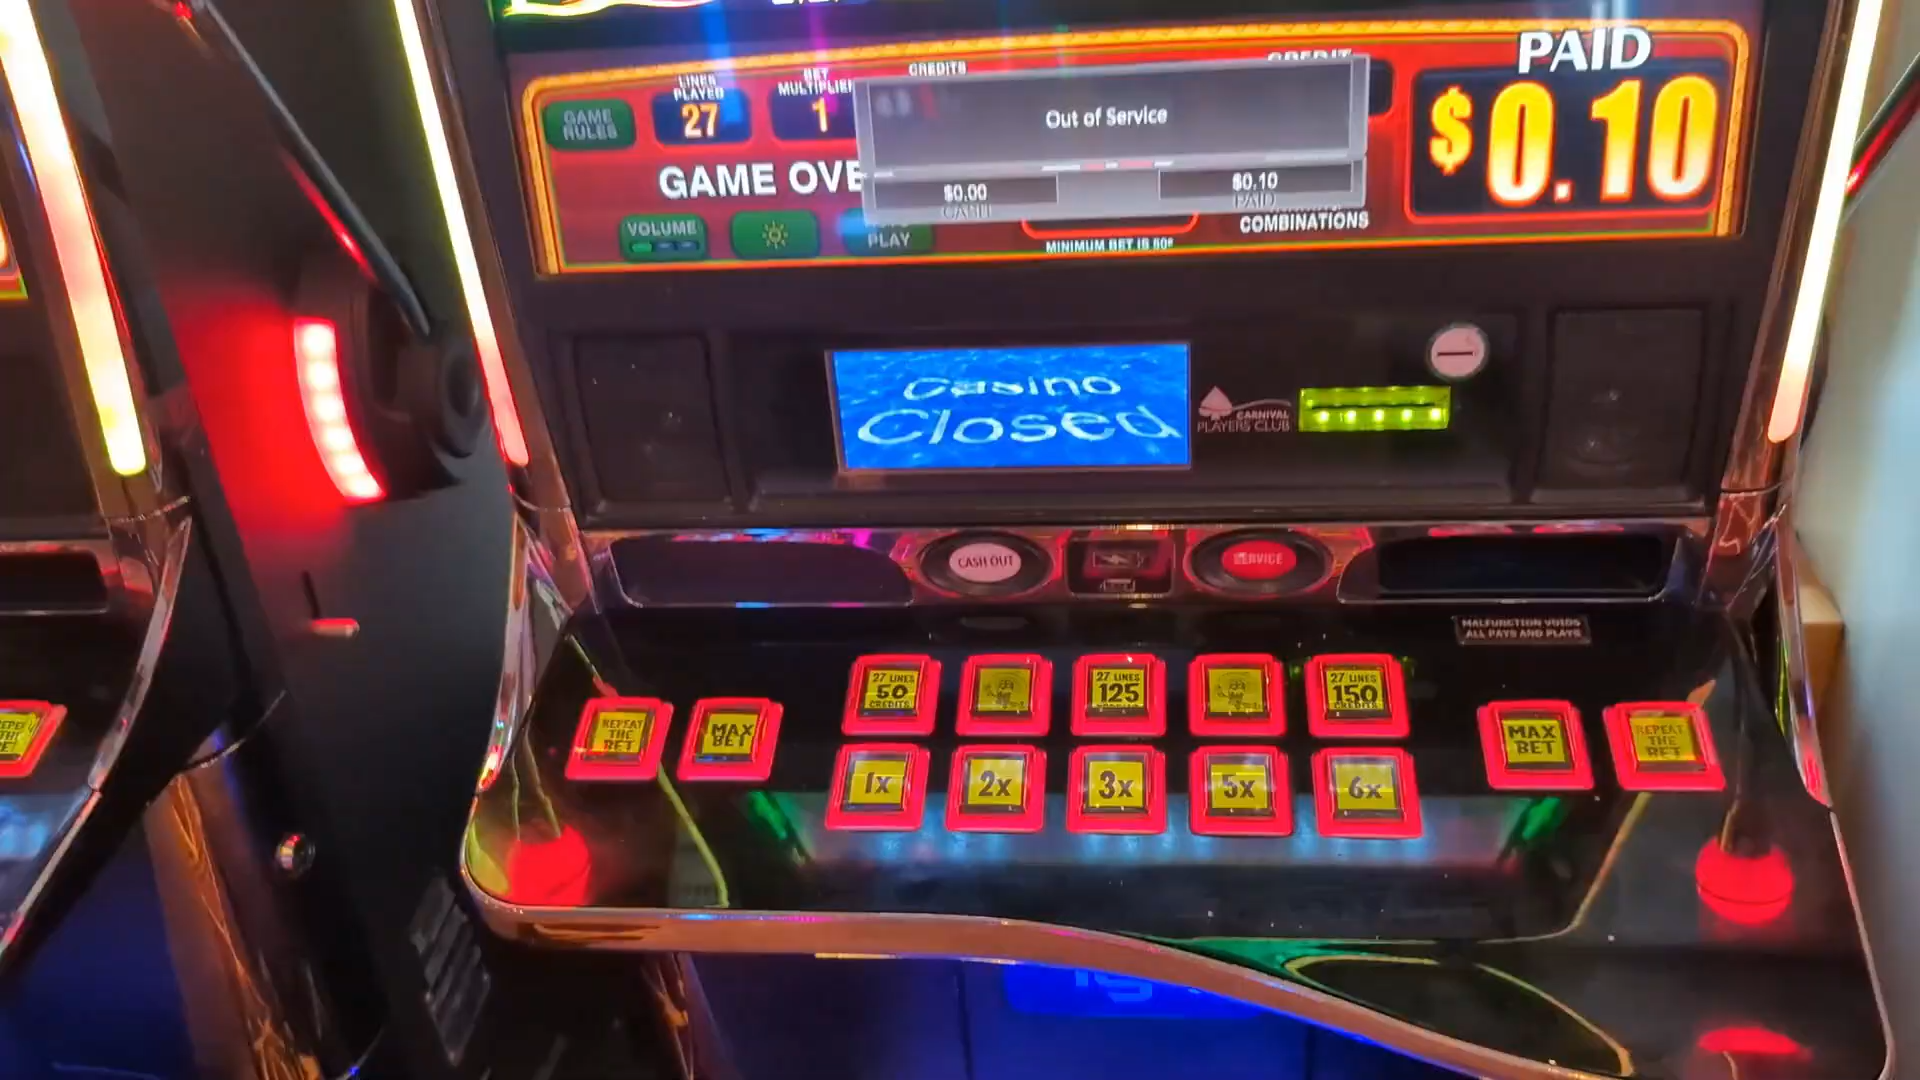 PAID
LINES
PLAYED
BET
MULTIPLIER
CREDITS
CREDIT
GAME
RULES
27
1
Out of Service
$0.10
GAME OVE
$0.00
CASH
$0.10
PAID
VOLUME
PLAY
MINIMUM BET IS 50¢
COMBINATIONS
Casino
Closed
CARNIVAL
PLAYERS CLUB
CASH OUT
SERVICE
MALFUNCTION VOIDS
ALL PAYS AND PLAYS
27 LINES
50
CREDITS
27 LINES
125
27 LINES
150
CREDITS
REPEAT
THE
BET
MAX
BET
MAX
BET
REPEAT
THE
BET
1x
2x
3x
5x
6x